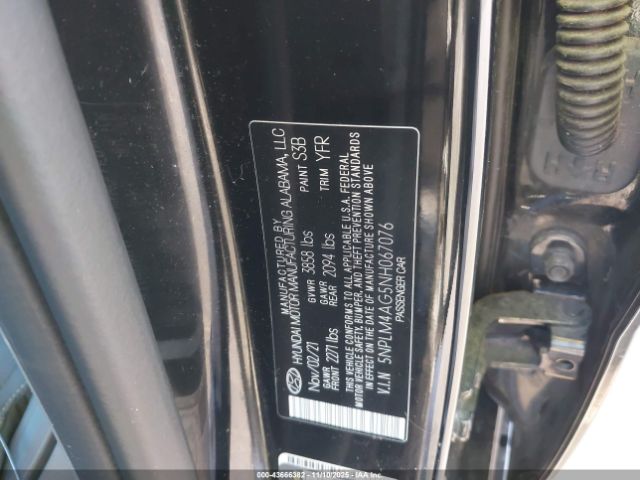 MANUFACTURED BY
HYUNDAI MOTOR MANUFACTURING ALABAMA, LLC
Nov/02/21 GVWR 3858 lbs PAINT S3B
GAWR FRONT 2271 lbs GAWR REAR 2094 lbs TRIM YFR
THIS VEHICLE CONFORMS TO ALL APPLICABLE U.S.A. FEDERAL
MOTOR VEHICLE SAFETY, BUMPER, AND THEFT PREVENTION STANDARDS
IN EFFECT ON THE DATE OF MANUFACTURE SHOWN ABOVE
V.I.N 5NPLM4AG5NH067076
PASSENGER CAR
000-43666382 - 11/10/2025 - IAAI.COM